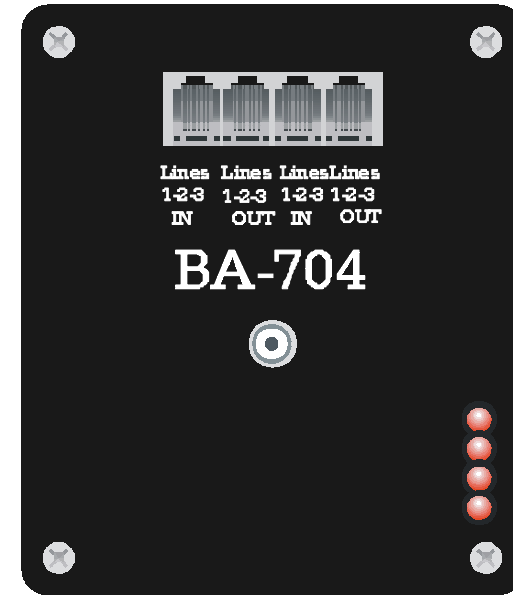 Lines Lines Lines Lines
1-2-3 1-2-3 1-2-3 1-2-3
IN OUT IN OUT
BA-704